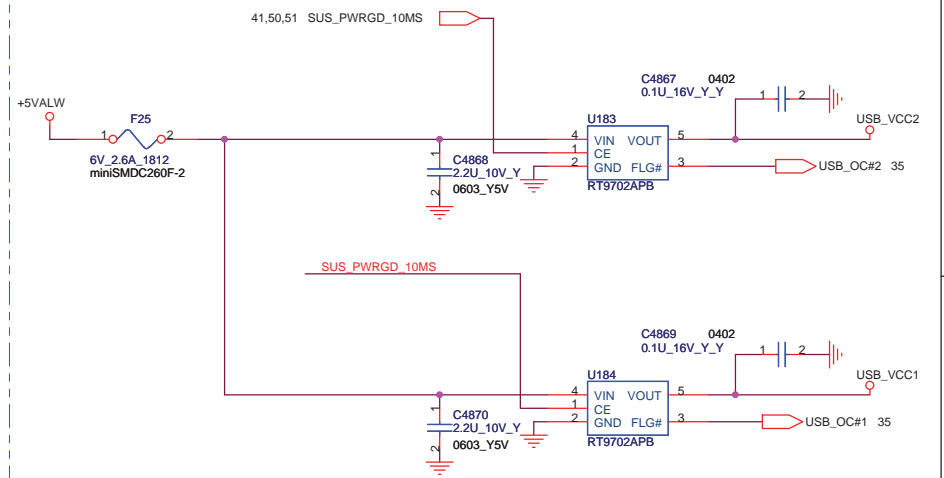 41,50,51 SUS_PWRGD_10MS
+5VALW
F25
1 2
6V_2.6A_1812
miniSMDC260F-2
1
C4868
2.2U_10V_Y
2
0603_Y5V
U183
4 VIN VOUT 5
1 CE
2 GND FLG# 3
RT9702APB
C4867 0402
0.1U_16V_Y_Y
1 2
USB_VCC2
USB_OC#2 35
SUS_PWRGD_10MS
1
C4870
2.2U_10V_Y
2
0603_Y5V
U184
4 VIN VOUT 5
1 CE
2 GND FLG# 3
RT9702APB
C4869 0402
0.1U_16V_Y_Y
1 2
USB_VCC1
USB_OC#1 35